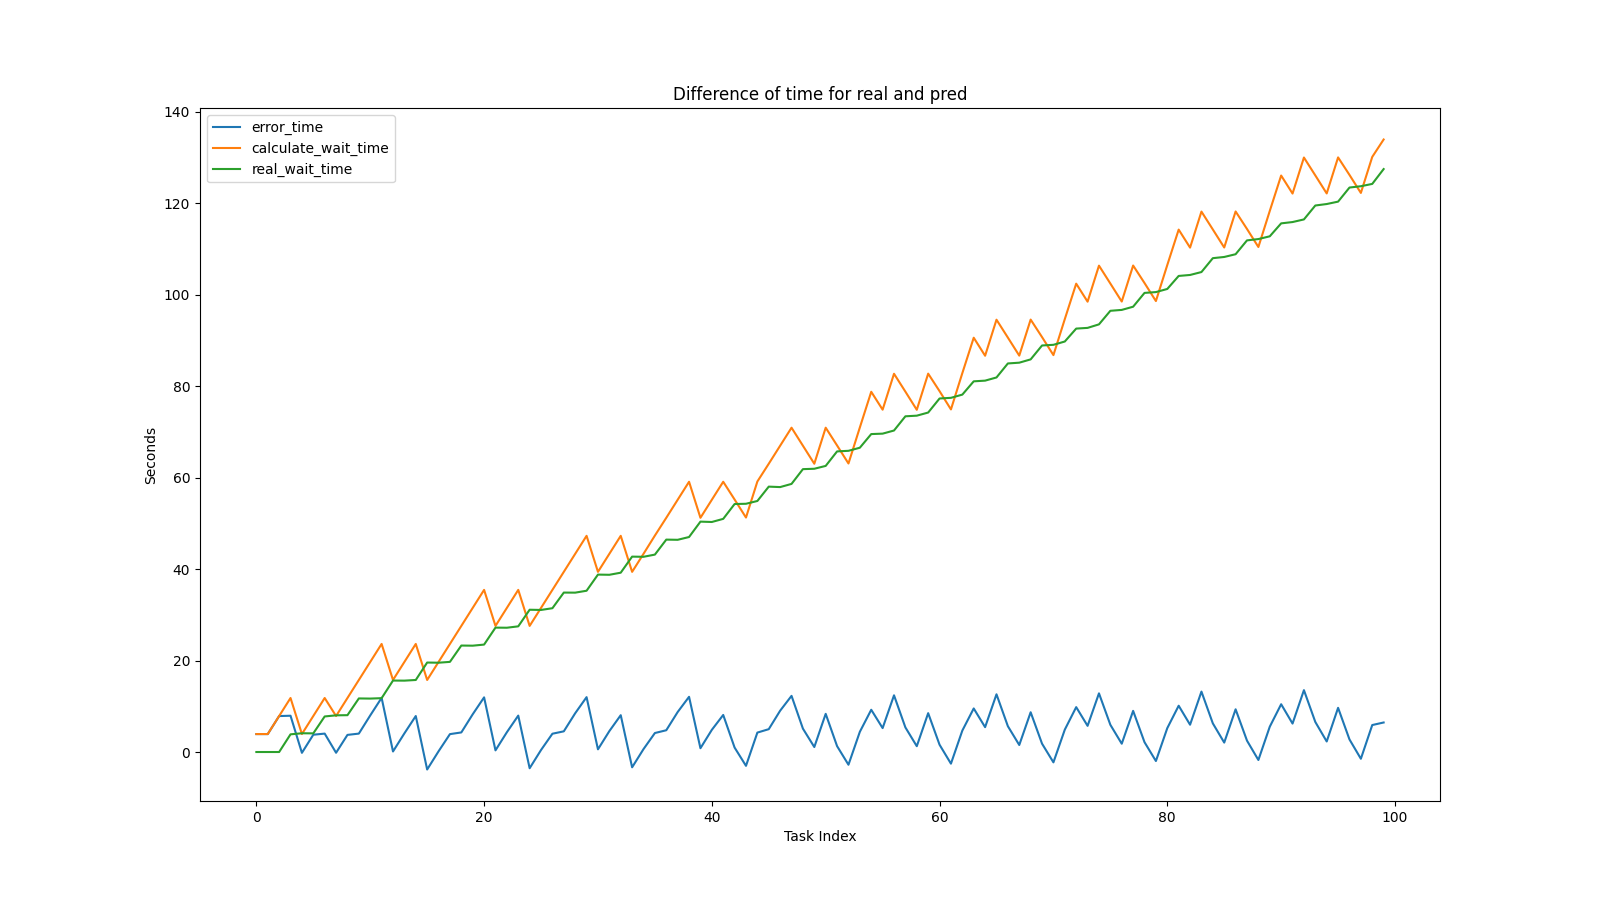 Difference of time for real and pred
error_time
calculate_wait_time
real_wait_time
140
120
100
80
60
40
20
0
Seconds
0 20 40 60 80 100
Task Index